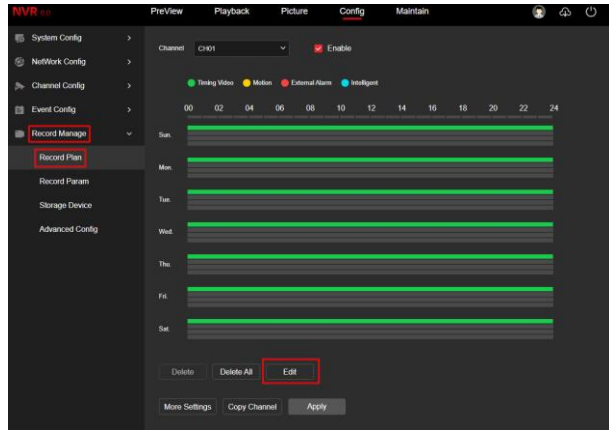 NVR 4.0
PreView Playback Picture Config Maintain
System Config
NetWork Config
Channel Config
Event Config
Record Manage
Record Plan
Record Param
Storage Device
Advanced Config
Channel CH01 Enable
Timing Video Motion External Alarm Intelligent
00 02 04 06 08 10 12 14 16 18 20 22 24
Sun.
Mon.
Tue.
Wed.
Thu.
Fri.
Sat.
Delete Delete All Edit
More Settings Copy Channel Apply